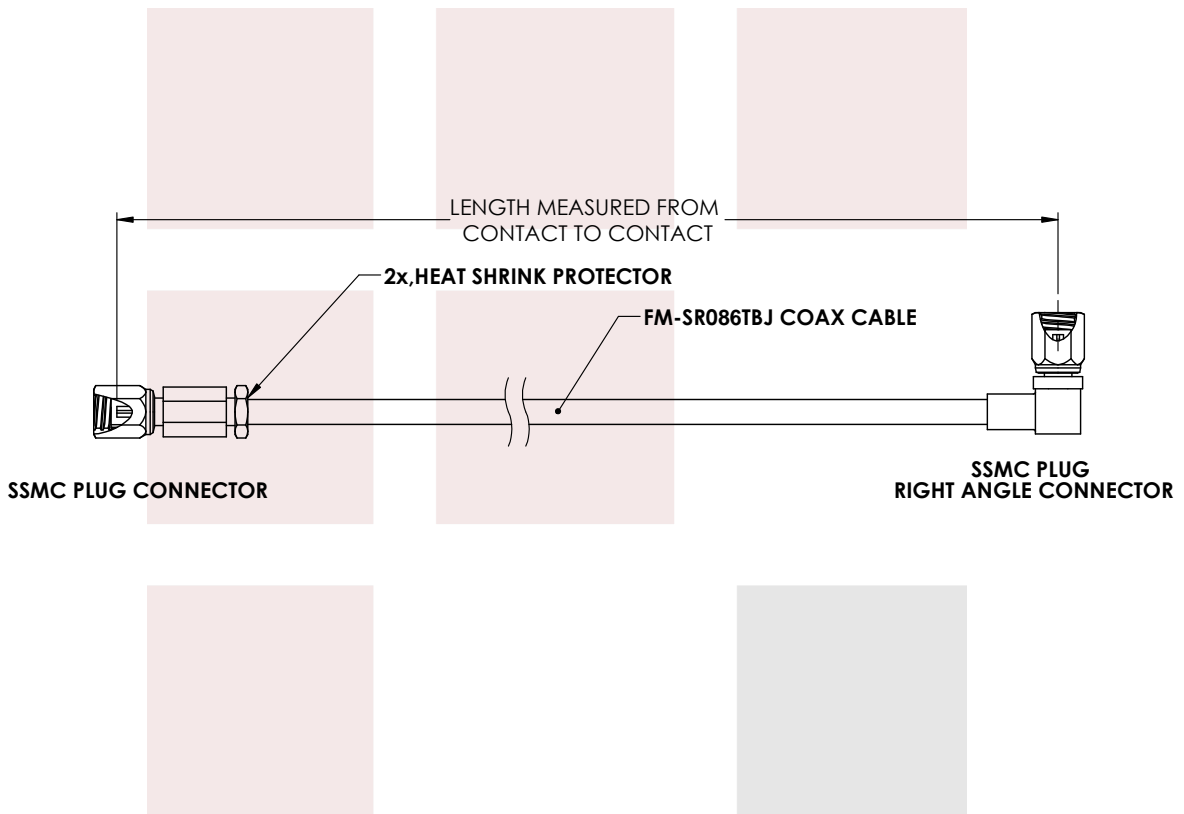 LENGTH MEASURED FROM
CONTACT TO CONTACT
2x,HEAT SHRINK PROTECTOR
FM-SR086TBJ COAX CABLE
SSMC PLUG CONNECTOR
SSMC PLUG
RIGHT ANGLE CONNECTOR